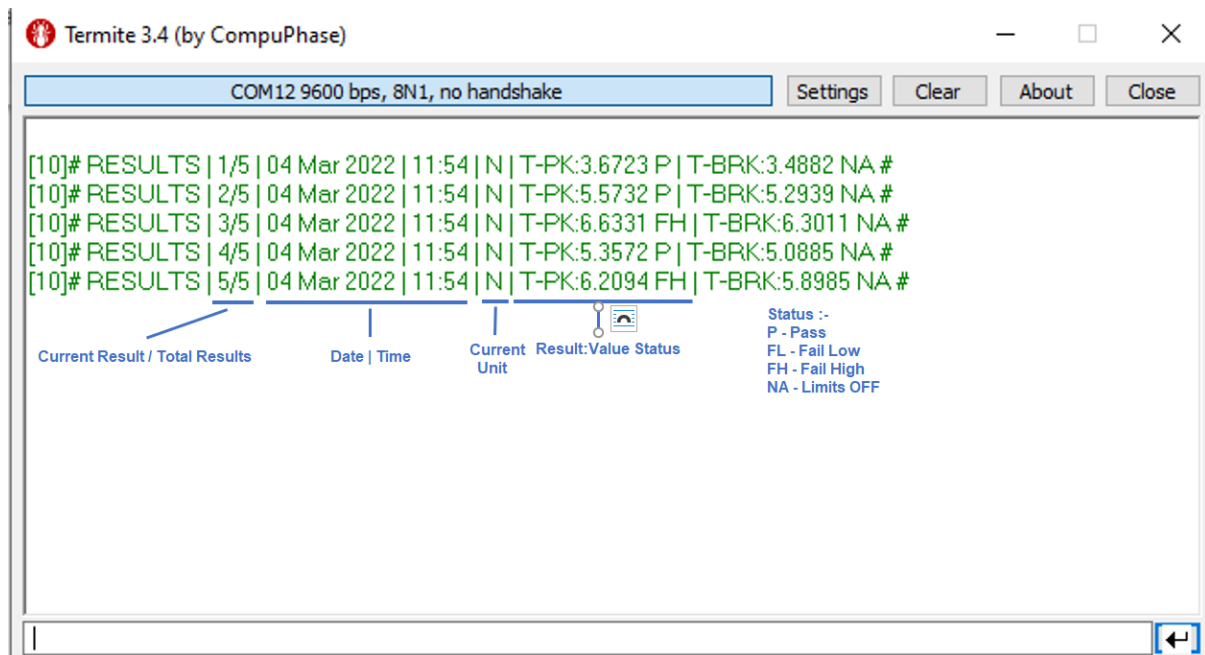 Termite 3.4 (by CompuPhase)
COM12 9600 bps, 8N1, no handshake
Settings
Clear
About
Close
[10]# RESULTS | 1/5 | 04 Mar 2022 | 11:54 | N | T-PK:3.6723 P | T-BRK:3.4882 NA #
[10]# RESULTS | 2/5 | 04 Mar 2022 | 11:54 | N | T-PK:5.5732 P | T-BRK:5.2939 NA #
[10]# RESULTS | 3/5 | 04 Mar 2022 | 11:54 | N | T-PK:6.6331 FH | T-BRK:6.3011 NA #
[10]# RESULTS | 4/5 | 04 Mar 2022 | 11:54 | N | T-PK:5.3572 P | T-BRK:5.0885 NA #
[10]# RESULTS | 5/5 | 04 Mar 2022 | 11:54 | N | T-PK:6.2094 FH | T-BRK:5.8985 NA #
Current Result / Total Results
Date | Time
Current
Unit
Result:Value Status
Status :-
P - Pass
FL - Fail Low
FH - Fail High
NA - Limits OFF